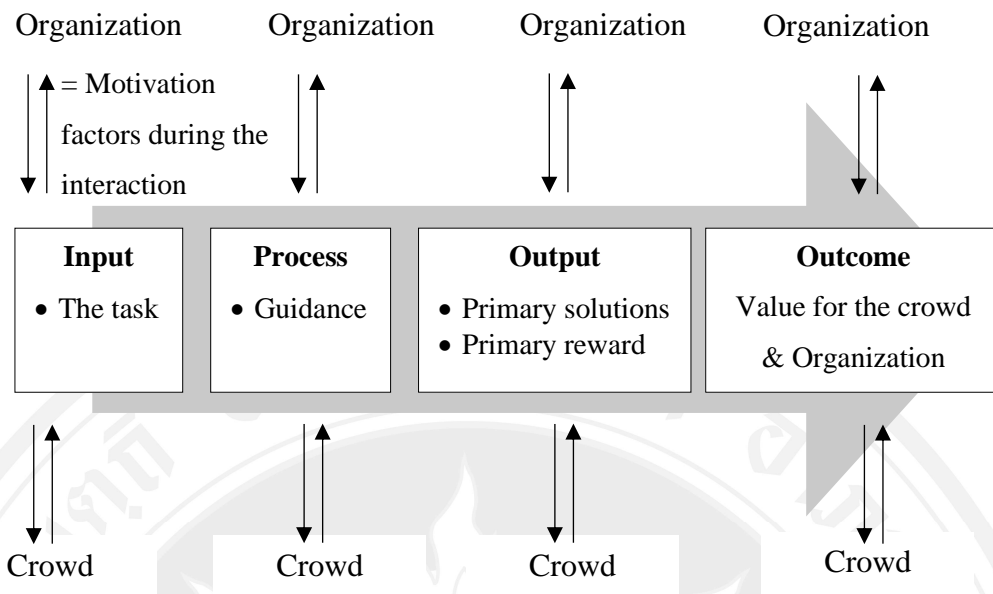 Organization Organization Organization Organization
= Motivation
factors during the
interaction
Input
• The task
Process
• Guidance
Output
• Primary solutions
• Primary reward
Outcome
Value for the crowd
& Organization
Crowd Crowd Crowd Crowd